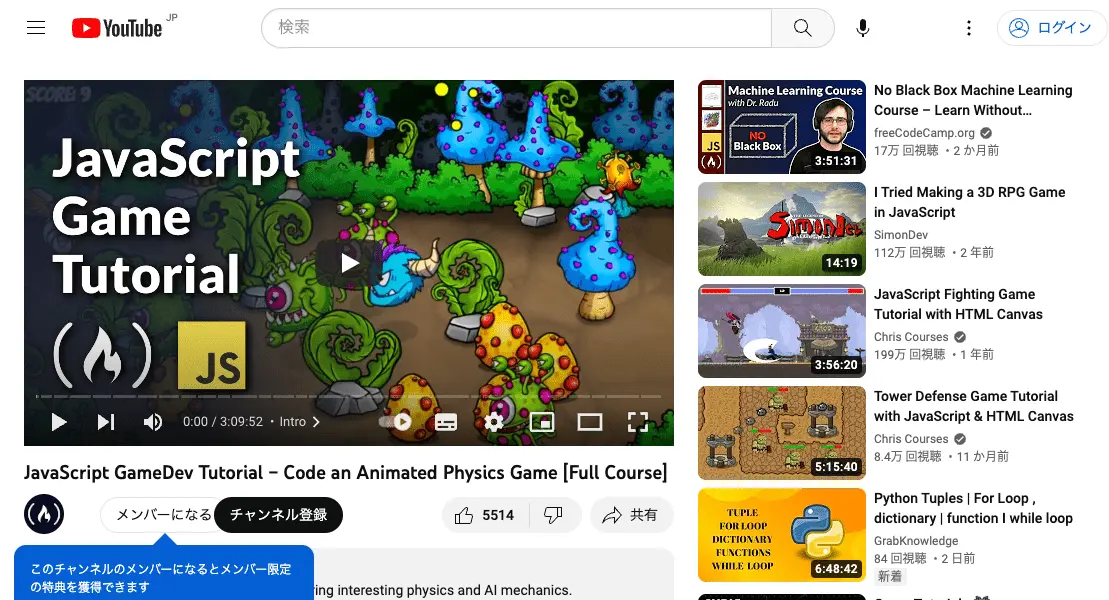 YouTube JP
検索
ログイン
SCORE: 9
JavaScript
Game
Tutorial
JS
0:00 / 3:09:52 • Intro
JavaScript GameDev Tutorial – Code an Animated Physics Game [Full Course]
メンバーになる
チャンネル登録
5514
共有
このチャンネルのメンバーになるとメンバー限定
の特典を獲得できます
ring interesting physics and AI mechanics.
Machine Learning Course
with Dr. Radu
NO
Black Box
JS
3:51:31
No Black Box Machine Learning
Course – Learn Without…
freeCodeCamp.org
17万 回視聴 ・2 か月前
SimonDev
14:19
I Tried Making a 3D RPG Game
in JavaScript
SimonDev
112万 回視聴 ・2 年前
3:56:20
JavaScript Fighting Game
Tutorial with HTML Canvas
Chris Courses
199万 回視聴 ・1 年前
5:15:40
Tower Defense Game Tutorial
with JavaScript & HTML Canvas
Chris Courses
8.4万 回視聴 ・11 か月前
TUPLE
FOR LOOP
DICTIONARY
FUNCTIONS
WHILE LOOP
6:48:42
Python Tuples | For Loop ,
dictionary | function I while loop
GrabKnowledge
84 回視聴 ・2 日前
新着